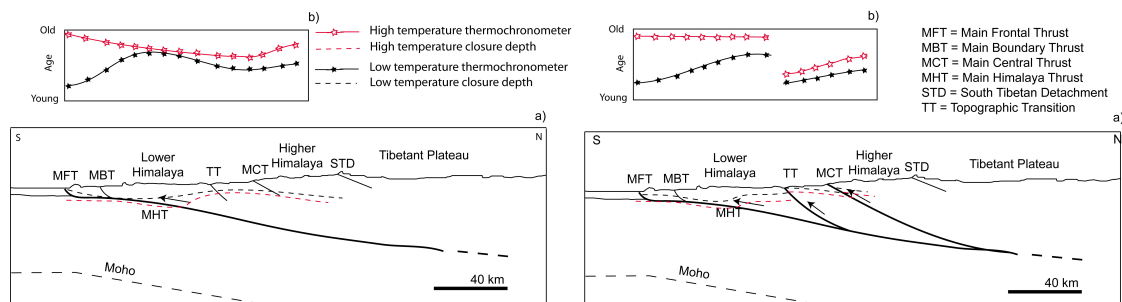 b)
Old
Age
Young
High temperature thermochronometer
High temperature closure depth
Low temperature thermochronometer
Low temperature closure depth
a)
S
N
MFT
MBT
Lower
Himalaya
TT
MCT
Higher
Himalaya
STD
Tibetant Plateau
MHT
Moho
40 km
b)
Old
Age
Young
MFT = Main Frontal Thrust
MBT = Main Boundary Thrust
MCT = Main Central Thrust
MHT = Main Himalaya Thrust
STD = South Tibetan Detachment
TT = Topographic Transition
a)
S
N
MFT
MBT
Lower
Himalaya
TT
MCT
Higher
Himalaya
STD
Tibetant Plateau
MHT
Moho
40 km